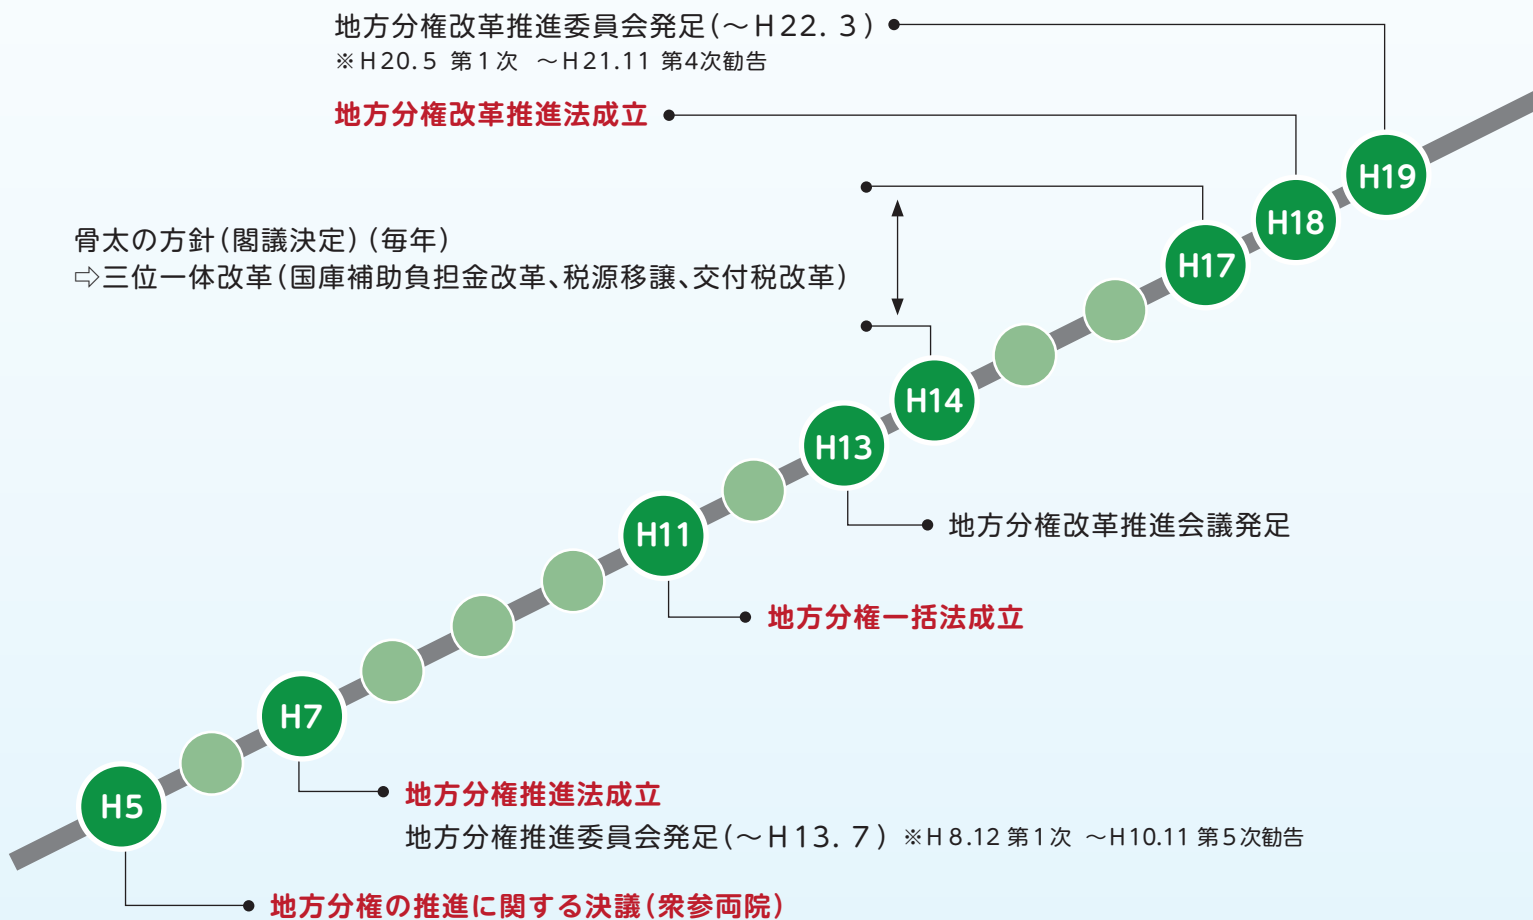 地方分権改革推進委員会発足(～H22. 3)
※H20.5 第1次 ～H21.11 第4次勧告
地方分権改革推進法成立
H19
H18
骨太の方針(閣議決定)(毎年)
⇨三位一体改革(国庫補助負担金改革、税源移譲、交付税改革)
H17
H14
H13
地方分権改革推進会議発足
H11
地方分権一括法成立
H7
地方分権推進法成立
地方分権推進委員会発足(～H13. 7) ※H8.12 第1次 ～H10.11 第5次勧告
H5
地方分権の推進に関する決議(衆参両院)